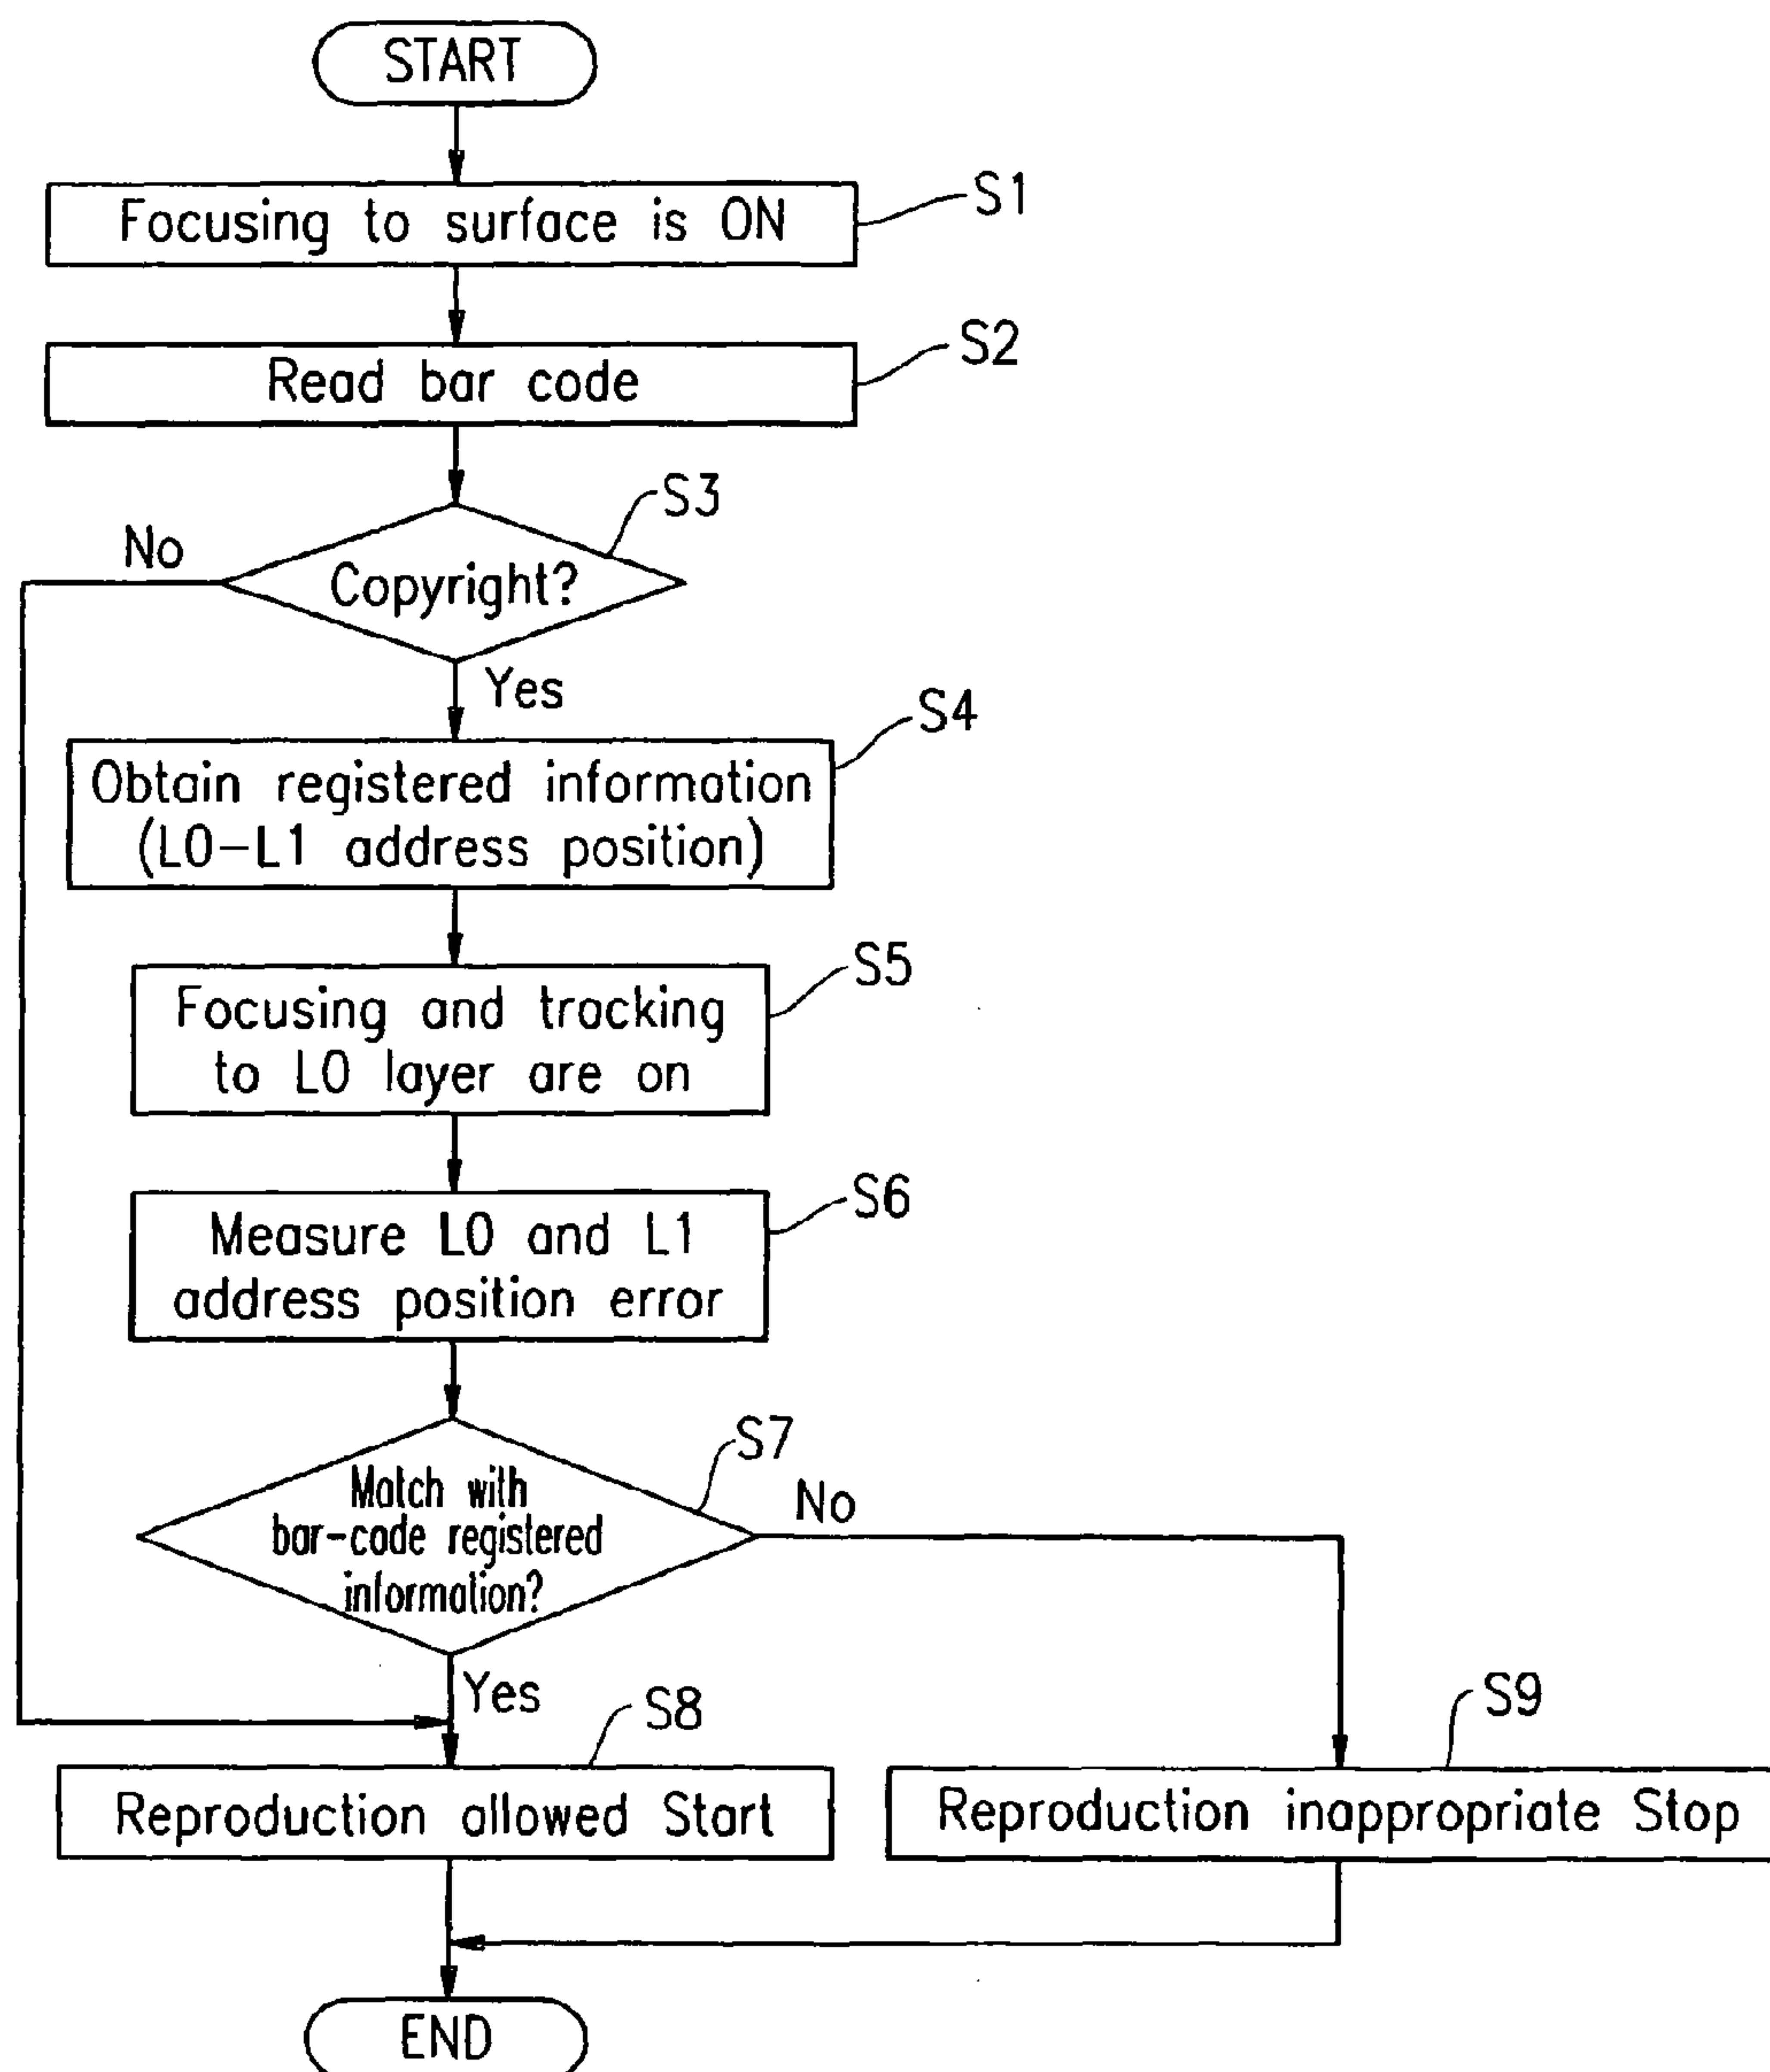 START
Focusing to surface is ON
S1
Read bar code
S2
S3
No
Copyright?
Yes
S4
Obtain registered information
(L0-L1 address position)
S5
Focusing and tracking
to L0 layer are on
S6
Measure L0 and L1
address position error
S7
Match with
bar-code registered
information?
No
Yes
S8
S9
Reproduction allowed Start
Reproduction inappropriate Stop
END